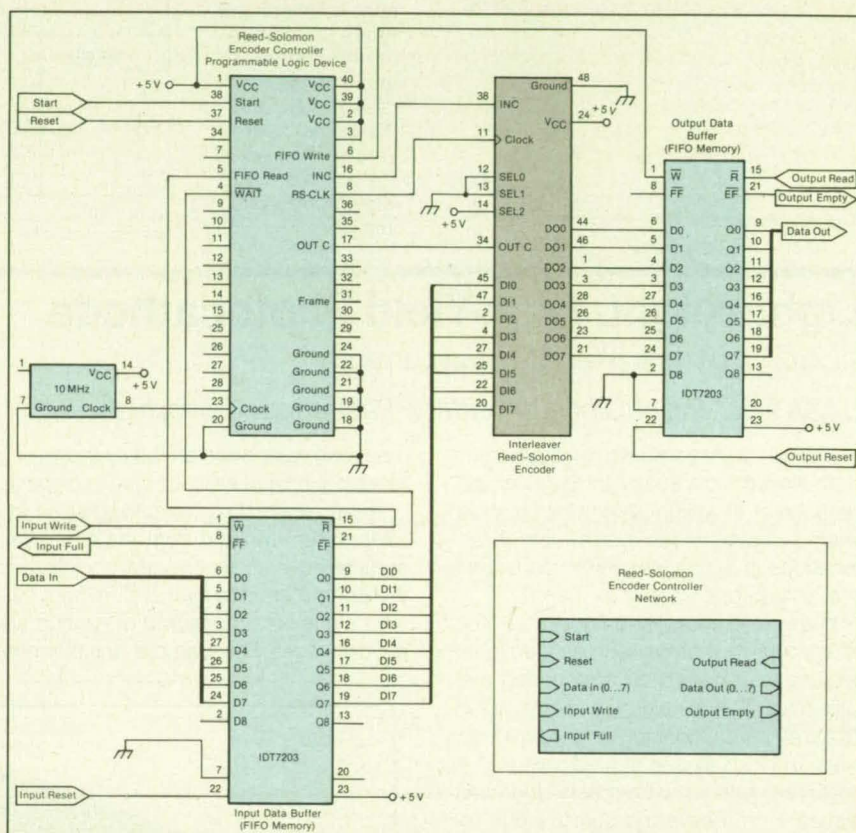 Reed-Solomon
Encoder Controller
Programmable Logic Device
+5 V
1
VCC
VCC
40
Start
38
Start
VCC
39
Reset
37
Reset
VCC
2
34
3
7
FIFO Write
6
5
FIFO Read
INC
16
4
WAIT
RS-CLK
8
9
36
10
35
11
OUT C
17
12
33
13
32
14
Frame
31
15
30
25
29
26
Ground
24
27
Ground
22
28
Ground
21
23
Clock
Ground
19
20
Ground
Ground
18
1
VCC
14
+5 V
10 MHz
7
Ground
Clock
8
Ground
48
38
INC
VCC
24
+5 V
11
Clock
12
SEL0
13
SEL1
14
SEL2
+5 V
DO0
44
34
OUT C
DO1
46
DO2
1
45
DI0
DO3
3
47
DI1
DO4
28
2
DI2
DO5
26
4
DI3
DO6
23
27
DI4
DO7
21
25
DI5
22
DI6
20
DI7
Interleaver
Reed-Solomon
Encoder
Output Data
Buffer
(FIFO Memory)
1
W
R
15
Output Read
8
FF
EF
21
Output Empty
6
D0
Q0
9
Data Out
5
D1
Q1
10
4
D2
Q2
11
3
D3
Q3
12
27
D4
Q4
16
26
D5
Q5
17
25
D6
Q6
18
24
D7
Q7
19
2
D8
Q8
13
IDT7203
7
20
22
23
+5 V
Output Reset
Input Write
1
W
R
15
Input Full
8
FF
EF
21
Data In
6
D0
Q0
9
DI0
5
D1
Q1
10
DI1
4
D2
Q2
11
DI2
3
D3
Q3
12
DI3
27
D4
Q4
16
DI4
26
D5
Q5
17
DI5
25
D6
Q6
18
DI6
24
D7
Q7
19
DI7
2
D8
Q8
13
IDT7203
7
20
Input Reset
22
23
+5 V
Input Data Buffer
(FIFO Memory)
Reed-Solomon
Encoder Controller
Network
Start
Reset
Output Read
Data in (0...7)
Data Out (0...7)
Input Write
Output Empty
Input Full